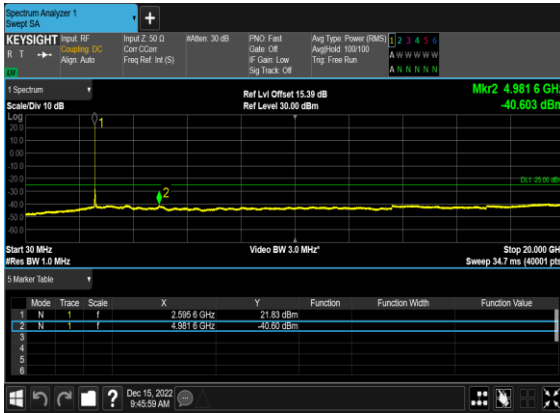 Spectrum Analyzer 1
Swept SA
+
KEYSIGHT Input: RF Input Z: 50 Ω #Atten: 30 dB PNO: Fast Avg Type: Power (RMS) 1 2 3 4 5 6
R T Coupling: DC Corr CCorr Gate: Off Avg|Hold: 100/100 A W W W W W
Align: Auto Freq Ref: Int (S) IF Gain: Low Trig: Free Run
LXI Sig Track: Off A N N N N N
1 Spectrum Ref Lvl Offset 15.39 dB Mkr2 4.981 6 GHz
Scale/Div 10 dB Ref Level 30.00 dBm -40.603 dBm
Log
1
20.0
10.0
0.00
-10.0
-20.0
DL1 -25.00 dBm
-30.0
2
-40.0
-50.0
-60.0
Start 30 MHz Video BW 3.0 MHz* Stop 20.000 GHz
#Res BW 1.0 MHz Sweep 34.7 ms (40001 pts)
5 Marker Table
Mode Trace Scale X Y Function Function Width Function Value
1 N 1 f 2.595 6 GHz 21.83 dBm
2 N 1 f 4.981 6 GHz -40.60 dBm
3
4
5
6
? Dec 15, 2022
9:45:59 AM